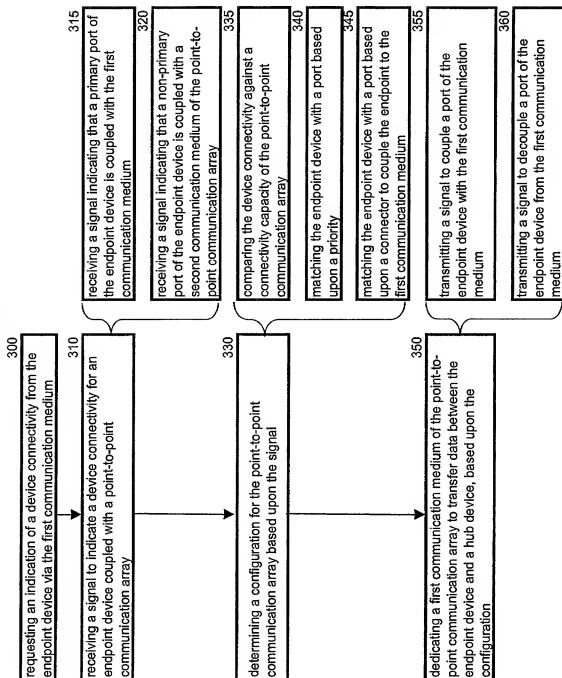 300
requesting an indication of a device connectivity from the
endpoint device via the first communication medium
310
receiving a signal to indicate a device connectivity for an
endpoint device coupled with a point-to-point
communication array
315
receiving a signal indicating that a primary port of
the endpoint device is coupled with the first
communication medium
320
receiving a signal indicating that a non-primary
port of the endpoint device is coupled with a
second communication medium of the point-to-
point communication array
330
determining a configuration for the point-to-point
communication array based upon the signal
335
comparing the device connectivity against a
connectivity capacity of the point-to-point
communication array
340
matching the endpoint device with a port based
upon a priority
345
matching the endpoint device with a port based
upon a connector to couple the endpoint to the
first communication medium
350
dedicating a first communication medium of the point-to-
point communication array to transfer data between the
endpoint device and a hub device, based upon the
configuration
355
transmitting a signal to couple a port of the
endpoint device with the first communication
medium
360
transmitting a signal to decouple a port of the
endpoint device from the first communication
medium